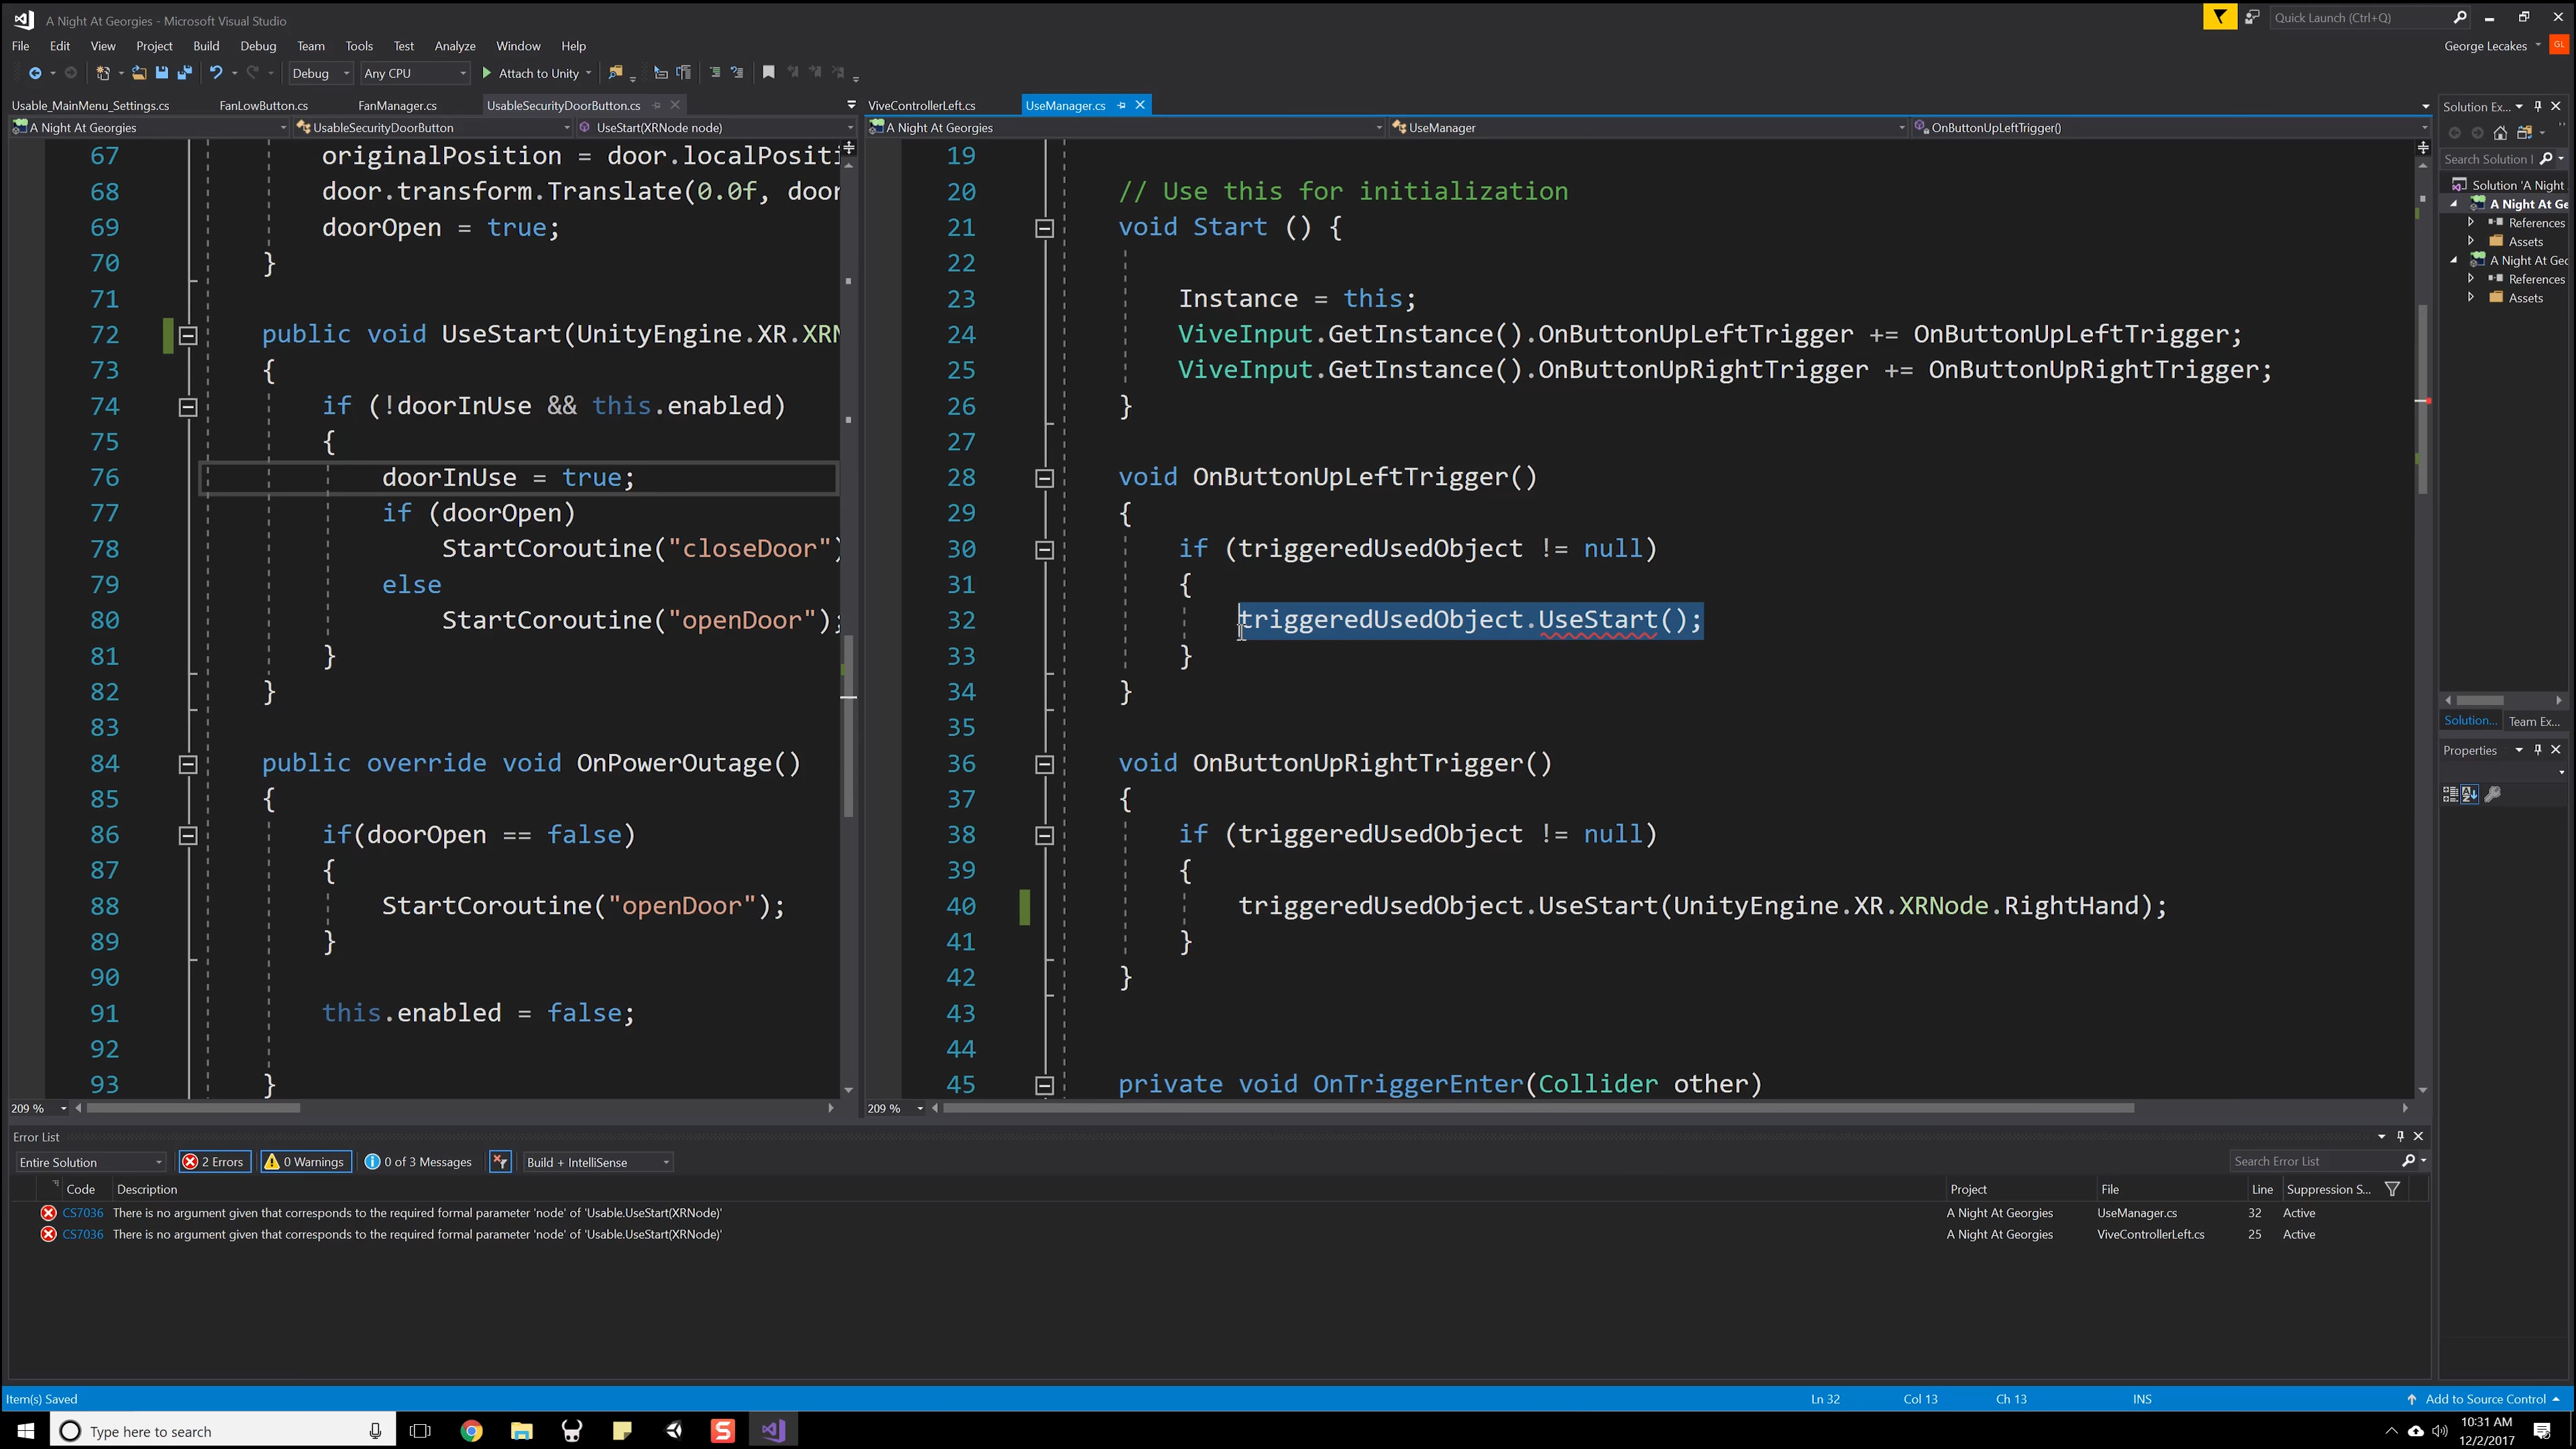 A Night At Georgies - Microsoft Visual Studio
Quick Launch (Ctrl+Q)
File Edit View Project Build Debug Team Tools Test Analyze Window Help
George Lecakes GL
Debug Any CPU Attach to Unity
Usable_MainMenu_Settings.cs FanLowButton.cs FanManager.cs UsableSecurityDoorButton.cs
A Night At Georgies UsableSecurityDoorButton UseStart(XRNode node)
67 originalPosition = door.localPositi
68 door.transform.Translate(0.0f, door
69 doorOpen = true;
70 }
71
72 public void UseStart(UnityEngine.XR.XRN
73 {
74 if (!doorInUse && this.enabled)
75 {
76 doorInUse = true;
77 if (doorOpen)
78 StartCoroutine("closeDoor")
79 else
80 StartCoroutine("openDoor");
81 }
82 }
83
84 public override void OnPowerOutage()
85 {
86 if(doorOpen == false)
87 {
88 StartCoroutine("openDoor");
89 }
90
91 this.enabled = false;
92
93 }
209 %
ViveControllerLeft.cs UseManager.cs
A Night At Georgies UseManager OnButtonUpLeftTrigger()
19
20 // Use this for initialization
21 void Start () {
22
23 Instance = this;
24 ViveInput.GetInstance().OnButtonUpLeftTrigger += OnButtonUpLeftTrigger;
25 ViveInput.GetInstance().OnButtonUpRightTrigger += OnButtonUpRightTrigger;
26 }
27
28 void OnButtonUpLeftTrigger()
29 {
30 if (triggeredUsedObject != null)
31 {
32 triggeredUsedObject.UseStart();
33 }
34 }
35
36 void OnButtonUpRightTrigger()
37 {
38 if (triggeredUsedObject != null)
39 {
40 triggeredUsedObject.UseStart(UnityEngine.XR.XRNode.RightHand);
41 }
42 }
43
44
45 private void OnTriggerEnter(Collider other)
209 %
Solution Ex...
Search Solution
Solution 'A Night
A Night At Ge
References
Assets
A Night At Geo
References
Assets
Solution... Team Ex...
Properties
Error List
Entire Solution 2 Errors 0 Warnings 0 of 3 Messages Build + IntelliSense Search Error List
Code Description Project File Line Suppression S...
CS7036 There is no argument given that corresponds to the required formal parameter 'node' of 'Usable.UseStart(XRNode)' A Night At Georgies UseManager.cs 32 Active
CS7036 There is no argument given that corresponds to the required formal parameter 'node' of 'Usable.UseStart(XRNode)' A Night At Georgies ViveControllerLeft.cs 25 Active
Item(s) Saved Ln 32 Col 13 Ch 13 INS Add to Source Control
Type here to search
10:31 AM
12/2/2017